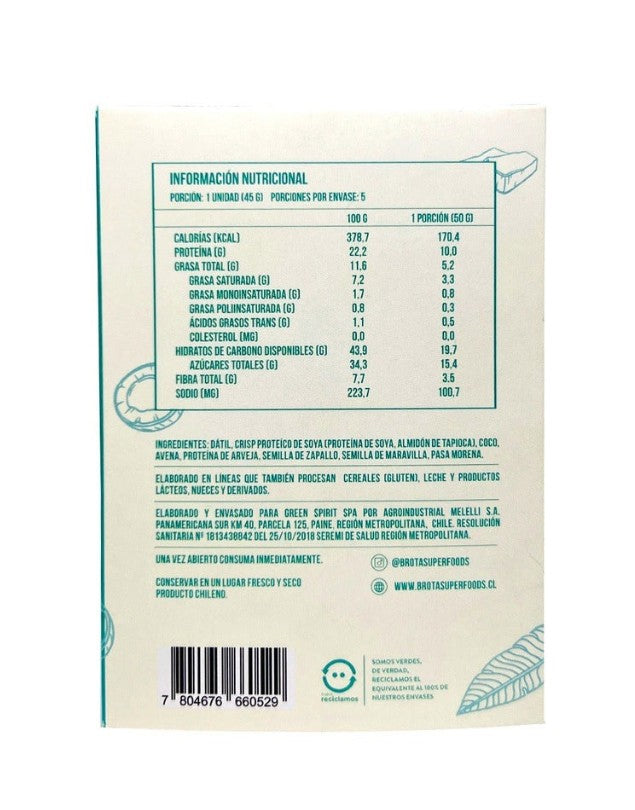 INFORMACIÓN NUTRICIONAL
PORCIÓN: 1 UNIDAD (45 G) PORCIONES POR ENVASE: 5
100 G 1 PORCIÓN (50 G)
CALORÍAS (KCAL) 378,7 170,4
PROTEÍNA (G) 22,2 10,0
GRASA TOTAL (G) 11,6 5,2
GRASA SATURADA (G) 7,2 3,3
GRASA MONOINSATURADA (G) 1,7 0,8
GRASA POLIINSATURADA (G) 0,8 0,3
ÁCIDOS GRASOS TRANS (G) 1,1 0,5
COLESTEROL (MG) 0,0 0,0
HIDRATOS DE CARBONO DISPONIBLES (G) 43,9 19,7
AZÚCARES TOTALES (G) 34,3 15,4
FIBRA TOTAL (G) 7,7 3,5
SODIO (MG) 223,7 100,7
INGREDIENTES: DÁTIL, CRISP PROTEÍCO DE SOYA (PROTEÍNA DE SOYA, ALMIDÓN DE TAPIOCA), COCO,
AVENA, PROTEÍNA DE ARVEJA, SEMILLA DE ZAPALLO, SEMILLA DE MARAVILLA, PASA MORENA.
ELABORADO EN LÍNEAS QUE TAMBIÉN PROCESAN CEREALES (GLUTEN), LECHE Y PRODUCTOS
LÁCTEOS, NUECES Y DERIVADOS.
ELABORADO Y ENVASADO PARA GREEN SPIRIT SPA POR AGROINDUSTRIAL MELELLI S.A.
PANAMERICANA SUR KM 40, PARCELA 125, PAINE, REGIÓN METROPOLITANA, CHILE. RESOLUCIÓN
SANITARIA Nº 1813438842 DEL 25/10/2018 SEREMI DE SALUD REGIÓN METROPOLITANA.
UNA VEZ ABIERTO CONSUMA INMEDIATAMENTE.
@BROTASUPERFOODS
CONSERVAR EN UN LUGAR FRESCO Y SECO
PRODUCTO CHILENO.
WWW.BROTASUPERFOODS.CL
7 804676 660529
reciclamos
SOMOS VERDES,
DE VERDAD,
RECICLAMOS EL
EQUIVALENTE AL 100% DE
NUESTROS ENVASES